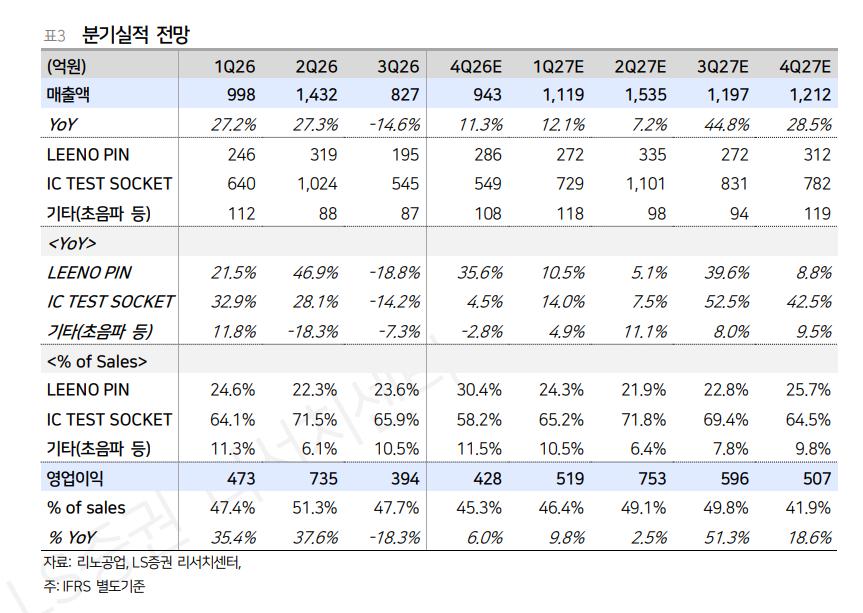 표3 분기실적 전망
(억원) 1Q26 2Q26 3Q26 4Q26E 1Q27E 2Q27E 3Q27E 4Q27E
매출액 998 1,432 827 943 1,119 1,535 1,197 1,212
YoY 27.2% 27.3% -14.6% 11.3% 12.1% 7.2% 44.8% 28.5%
LEENO PIN 246 319 195 286 272 335 272 312
IC TEST SOCKET 640 1,024 545 549 729 1,101 831 782
기타(초음파 등) 112 88 87 108 118 98 94 119
<YoY>
LEENO PIN 21.5% 46.9% -18.8% 35.6% 10.5% 5.1% 39.6% 8.8%
IC TEST SOCKET 32.9% 28.1% -14.2% 4.5% 14.0% 7.5% 52.5% 42.5%
기타(초음파 등) 11.8% -18.3% -7.3% -2.8% 4.9% 11.1% 8.0% 9.5%
<% of Sales>
LEENO PIN 24.6% 22.3% 23.6% 30.4% 24.3% 21.9% 22.8% 25.7%
IC TEST SOCKET 64.1% 71.5% 65.9% 58.2% 65.2% 71.8% 69.4% 64.5%
기타(초음파 등) 11.3% 6.1% 10.5% 11.5% 10.5% 6.4% 7.8% 9.8%
영업이익 473 735 394 428 519 753 596 507
% of sales 47.4% 51.3% 47.7% 45.3% 46.4% 49.1% 49.8% 41.9%
% YoY 35.4% 37.6% -18.3% 6.0% 9.8% 2.5% 51.3% 18.6%
자료: 리노공업, LS증권 리서치센터,
주: IFRS 별도기준
LS증권 리서치센터